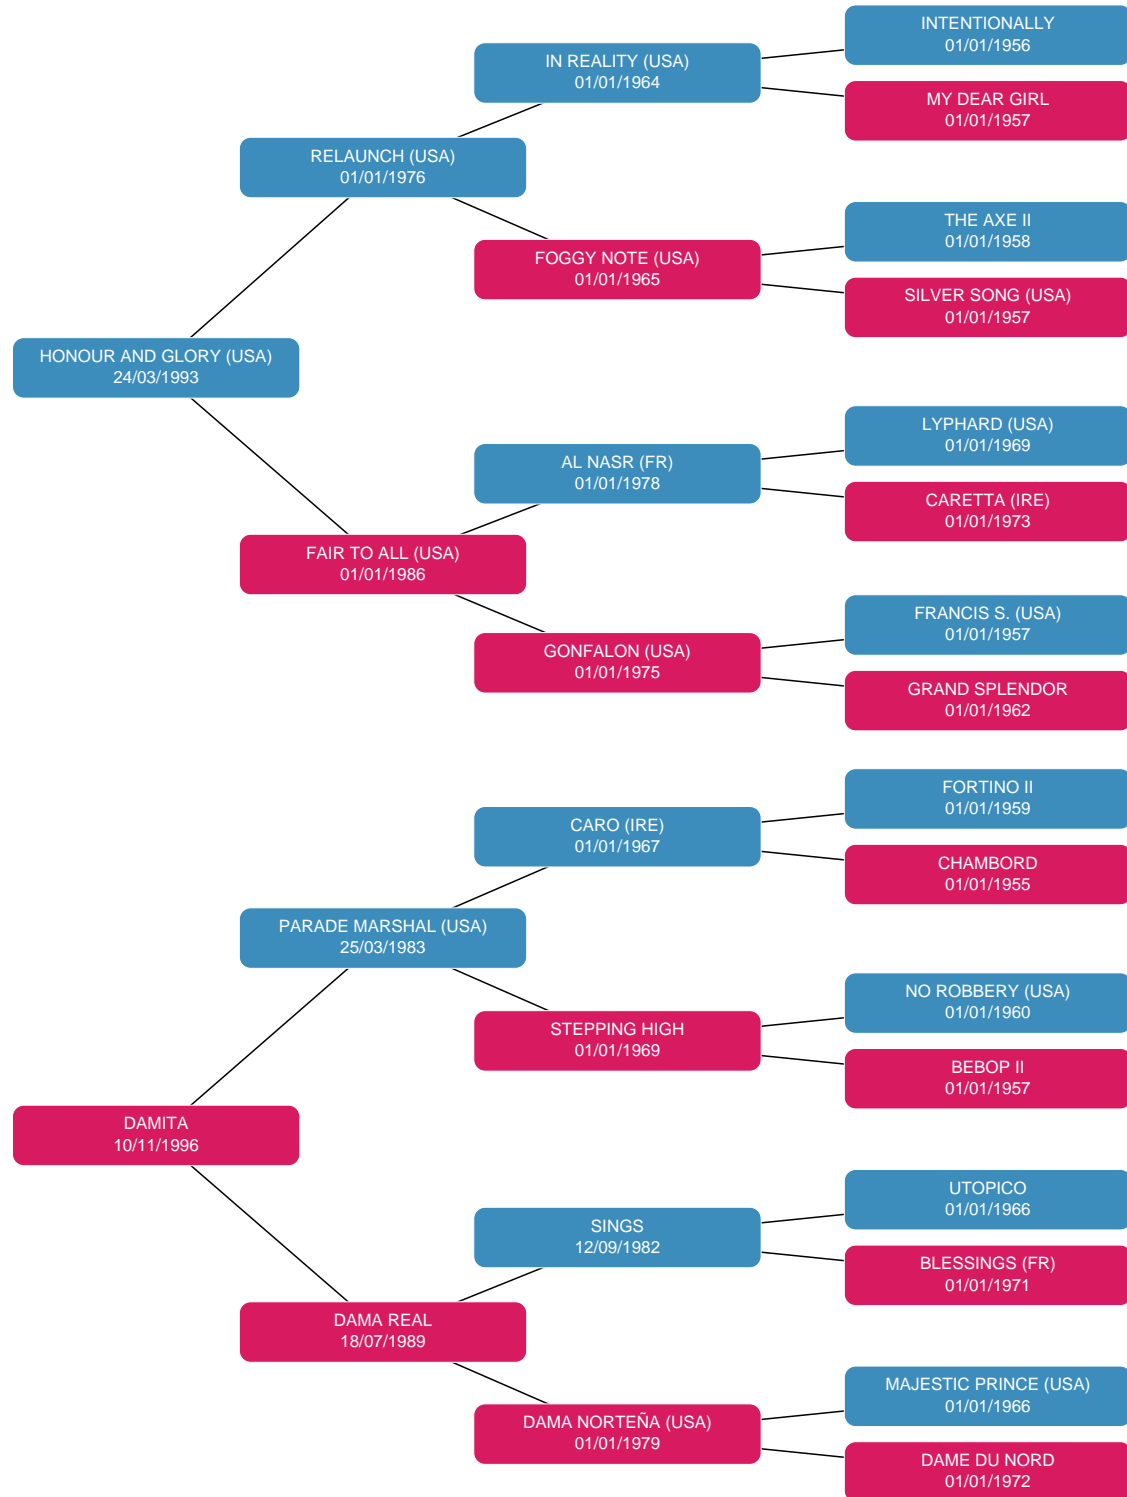 INTENTIONALLY
01/01/1956
IN REALITY (USA)
01/01/1964
MY DEAR GIRL
01/01/1957
RELAUNCH (USA)
01/01/1976
THE AXE II
01/01/1958
FOGGY NOTE (USA)
01/01/1965
SILVER SONG (USA)
01/01/1957
HONOUR AND GLORY (USA)
24/03/1993
LYPHARD (USA)
01/01/1969
AL NASR (FR)
01/01/1978
CARETTA (IRE)
01/01/1973
FAIR TO ALL (USA)
01/01/1986
FRANCIS S. (USA)
01/01/1957
GONFALON (USA)
01/01/1975
GRAND SPLENDOR
01/01/1962
FORTINO II
01/01/1959
CARO (IRE)
01/01/1967
CHAMBORD
01/01/1955
PARADE MARSHAL (USA)
25/03/1983
NO ROBBERY (USA)
01/01/1960
STEPPING HIGH
01/01/1969
BEBOP II
01/01/1957
DAMITA
10/11/1996
UTOPICO
01/01/1966
SINGS
12/09/1982
BLESSINGS (FR)
01/01/1971
DAMA REAL
18/07/1989
MAJESTIC PRINCE (USA)
01/01/1966
DAMA NORTEÑA (USA)
01/01/1979
DAME DU NORD
01/01/1972